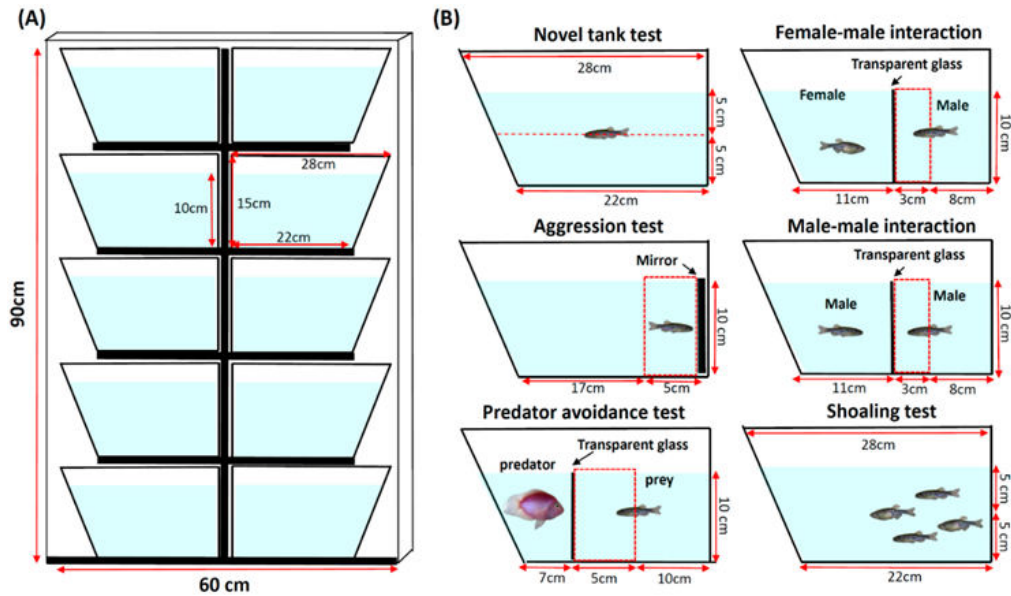 (A)
28cm
10cm
15cm
22cm
90cm
60 cm
(B)
Novel tank test
28cm
5 cm
5 cm
22cm
Female-male interaction
Transparent glass
Female
Male
10 cm
11cm
3cm
8cm
Aggression test
Mirror
10 cm
17cm
5cm
Male-male interaction
Transparent glass
Male
Male
10 cm
11cm
3cm
8cm
Predator avoidance test
Transparent glass
predator
prey
10 cm
7cm
5cm
10cm
Shoaling test
28cm
5 cm
5 cm
22cm